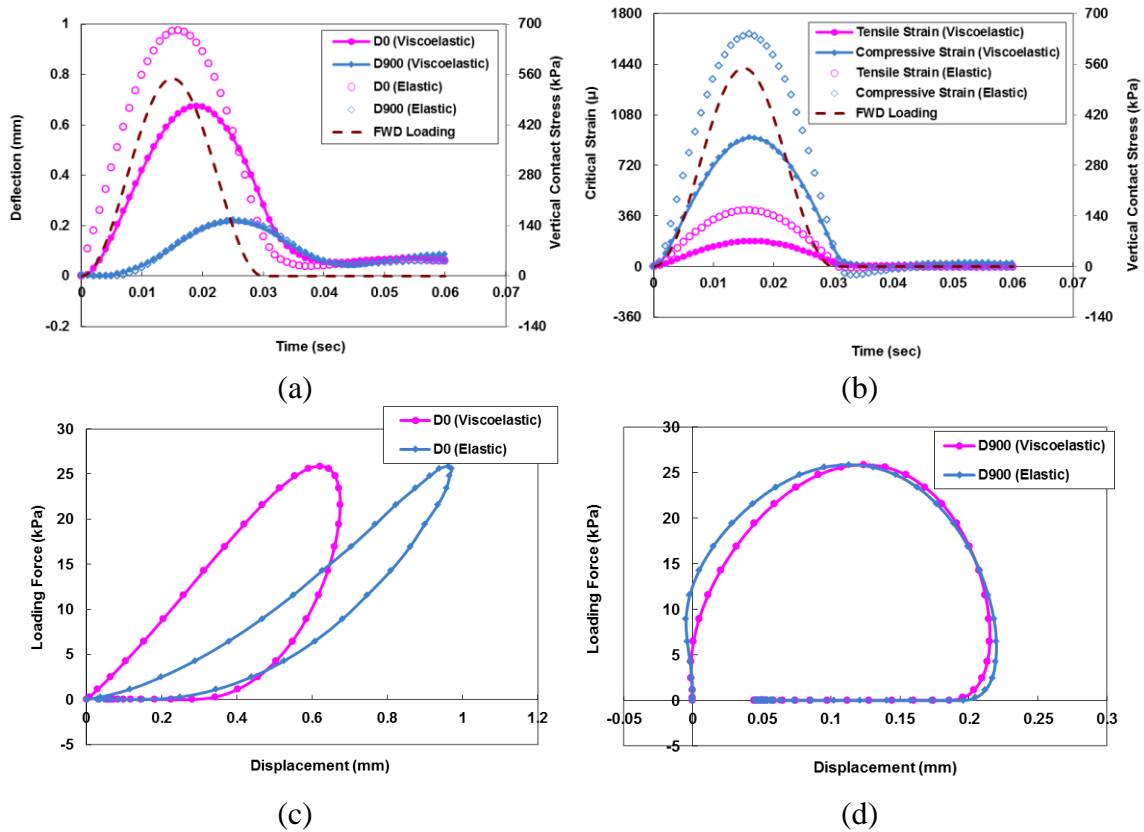 1
0.8
0.6
0.4
0.2
0
-0.2
Deflection (mm)
700
560
420
280
140
0
-140
Vertical Contact Stress (kPa)
D0 (Viscoelastic)
D900 (Viscoelastic)
D0 (Elastic)
D900 (Elastic)
FWD Loading
0 0.01 0.02 0.03 0.04 0.05 0.06 0.07
Time (sec)
(a)
1800
1440
1080
720
360
0
-360
Critical Strain (μ)
700
560
420
280
140
0
-140
Vertical Contact Stress (kPa)
Tensile Strain (Viscoelastic)
Compressive Strain (Viscoelastic)
Tensile Strain (Elastic)
Compressive Strain (Elastic)
FWD Loading
0 0.01 0.02 0.03 0.04 0.05 0.06 0.07
Time (sec)
(b)
D0 (Viscoelastic)
D0 (Elastic)
30
25
20
15
10
5
0
-5
Loading Force (kPa)
0 0.2 0.4 0.6 0.8 1 1.2
Displacement (mm)
(c)
D900 (Viscoelastic)
D900 (Elastic)
30
25
20
15
10
5
0
-5
Loading Force (kPa)
-0.05 0 0.05 0.1 0.15 0.2 0.25 0.3
Displacement (mm)
(d)